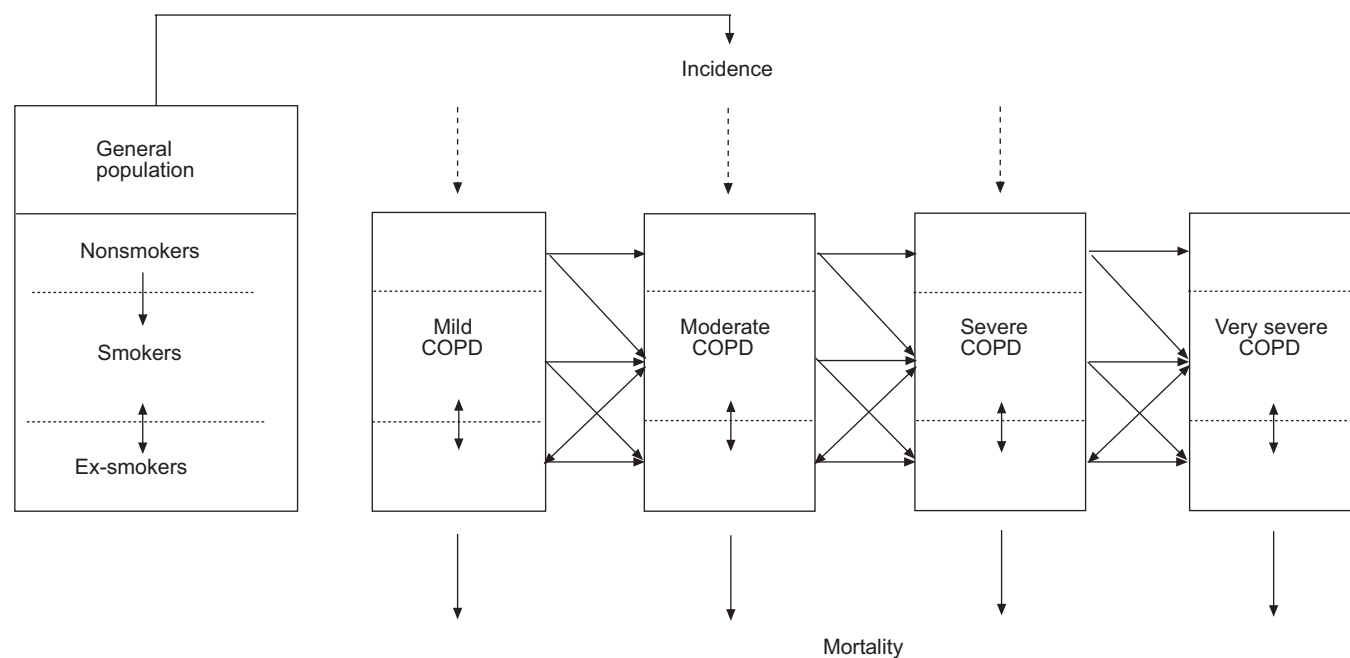 Incidence
General
population
Nonsmokers
Smokers
Ex-smokers
Mild
COPD
Moderate
COPD
Severe
COPD
Very severe
COPD
Mortality